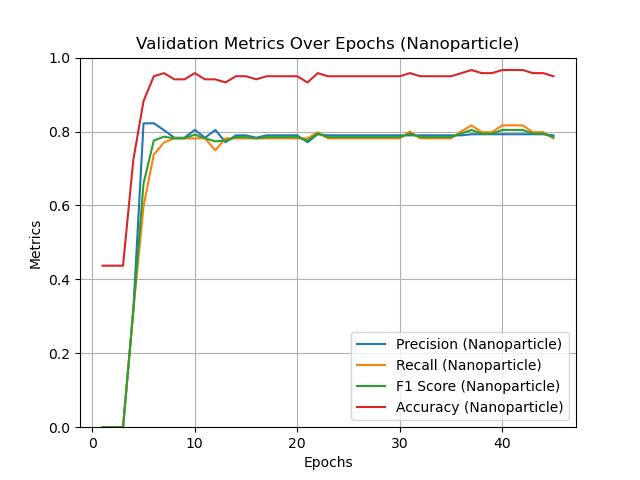 Validation Metrics Over Epochs (Nanoparticle)
1.0
0.8
0.6
0.4
0.2
0.0
Metrics
0 10 20 30 40
Epochs
Precision (Nanoparticle)
Recall (Nanoparticle)
F1 Score (Nanoparticle)
Accuracy (Nanoparticle)